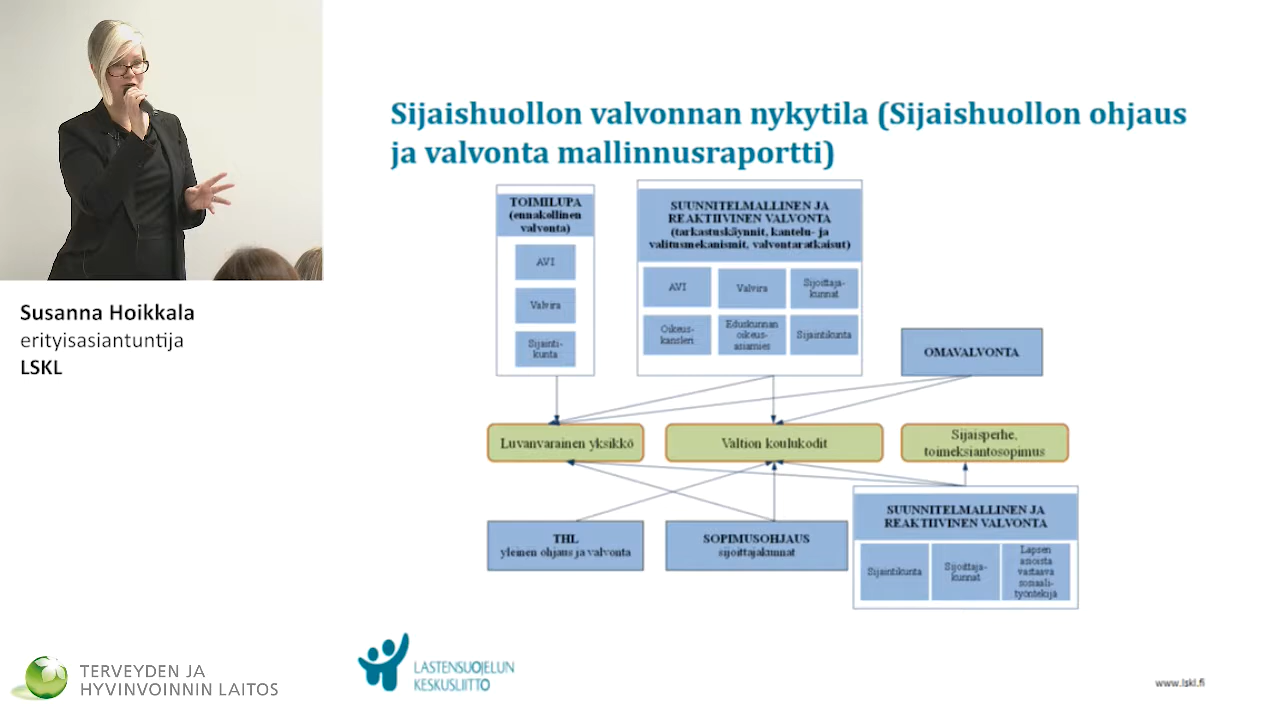 Sijaishuollon valvonnan nykytila (Sijaishuollon ohjaus
ja valvonta mallinnusraportti)
TOIMILUPA
(ennakollinen
valvonta)
AVI
Valvira
Sijainti-
kunta
SUUNNITELMALLINEN JA
REAKTIIVINEN VALVONTA
(tarkastuskäynnit, kantelu- ja
valitusmekanismit, valvontaratkaisut)
AVI
Valvira
Sijoittaja-
kunnat
Oikeus-
kansleri
Eduskunnan
oikeus-
asiamies
Sijaintikunta
OMAVALVONTA
Luvanvarainen yksikkö
Valtion koulukodit
Sijaisperhe,
toimeksiantosopimus
THL
yleinen ohjaus ja valvonta
SOPIMUSOHJAUS
sijoittajakunnat
SUUNNITELMALLINEN JA
REAKTIIVINEN VALVONTA
Sijaintikunta
Sijoittaja-
kunnat
Lapsen
asioista
vastaava
sosiaali-
työntekijä
Susanna Hoikkala
erityisasiantuntija
LSKL
TERVEYDEN JA
HYVINVOINNIN LAITOS
LASTENSUOJELUN
KESKUSLIITTO
www.lskl.fi